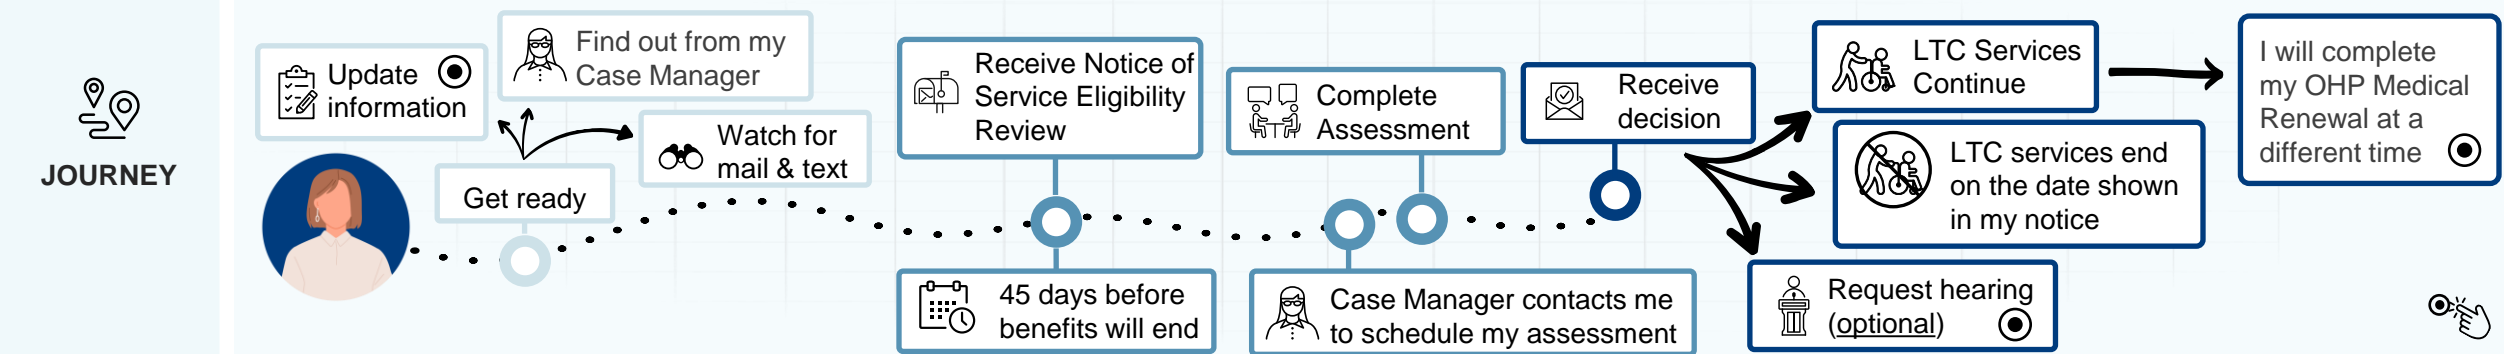 JOURNEY
Update
information
Find out from my
Case Manager
Get ready
Watch for
mail & text
Receive Notice of
Service Eligibility
Review
45 days before
benefits will end
Complete
Assessment
Case Manager contacts me
to schedule my assessment
Receive
decision
LTC Services
Continue
LTC services end
on the date shown
in my notice
Request hearing
(optional)
I will complete
my OHP Medical
Renewal at a
different time